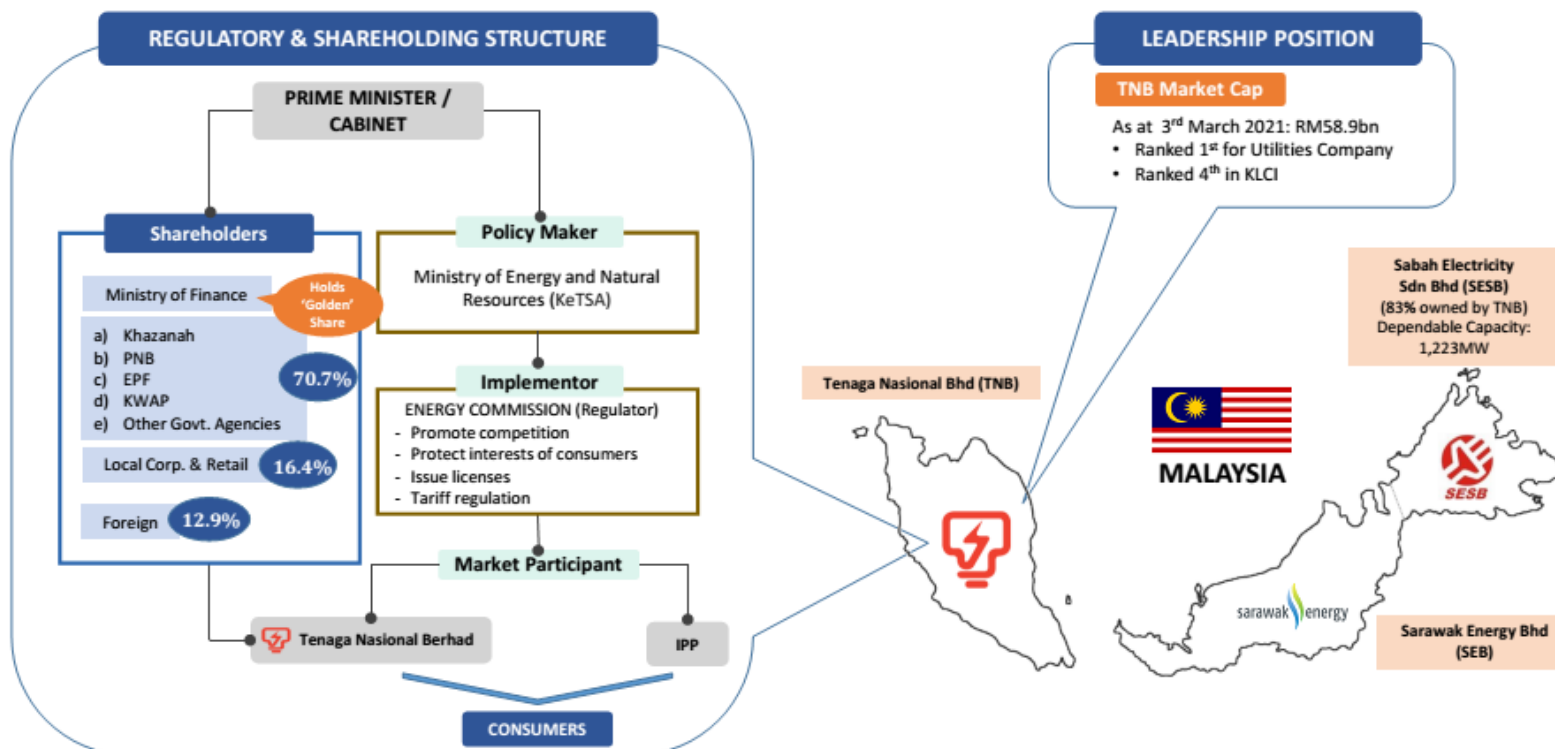 REGULATORY & SHAREHOLDING STRUCTURE
PRIME MINISTER /
CABINET
Shareholders
Ministry of Finance
Holds
'Golden'
Share
a) Khazanah
b) PNB
c) EPF
d) KWAP
e) Other Govt. Agencies
70.7%
Local Corp. & Retail
16.4%
Foreign
12.9%
Policy Maker
Ministry of Energy and Natural
Resources (KeTSA)
Implementor
ENERGY COMMISSION (Regulator)
- Promote competition
- Protect interests of consumers
- Issue licenses
- Tariff regulation
Market Participant
Tenaga Nasional Berhad
IPP
CONSUMERS
LEADERSHIP POSITION
TNB Market Cap
As at 3rd March 2021: RM58.9bn
• Ranked 1st for Utilities Company
• Ranked 4th in KLCI
Tenaga Nasional Bhd (TNB)
MALAYSIA
Sabah Electricity
Sdn Bhd (SESB)
(83% owned by TNB)
Dependable Capacity:
1,223MW
SESB
sarawak energy
Sarawak Energy Bhd
(SEB)